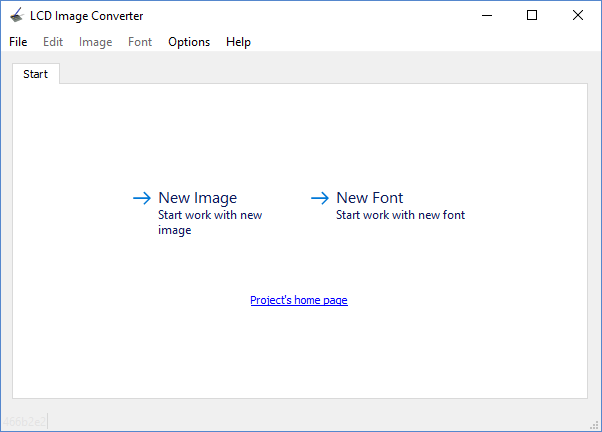 LCD Image Converter
File Edit Image Font Options Help
Start
New Image
Start work with new
image
New Font
Start work with new font
Project's home page